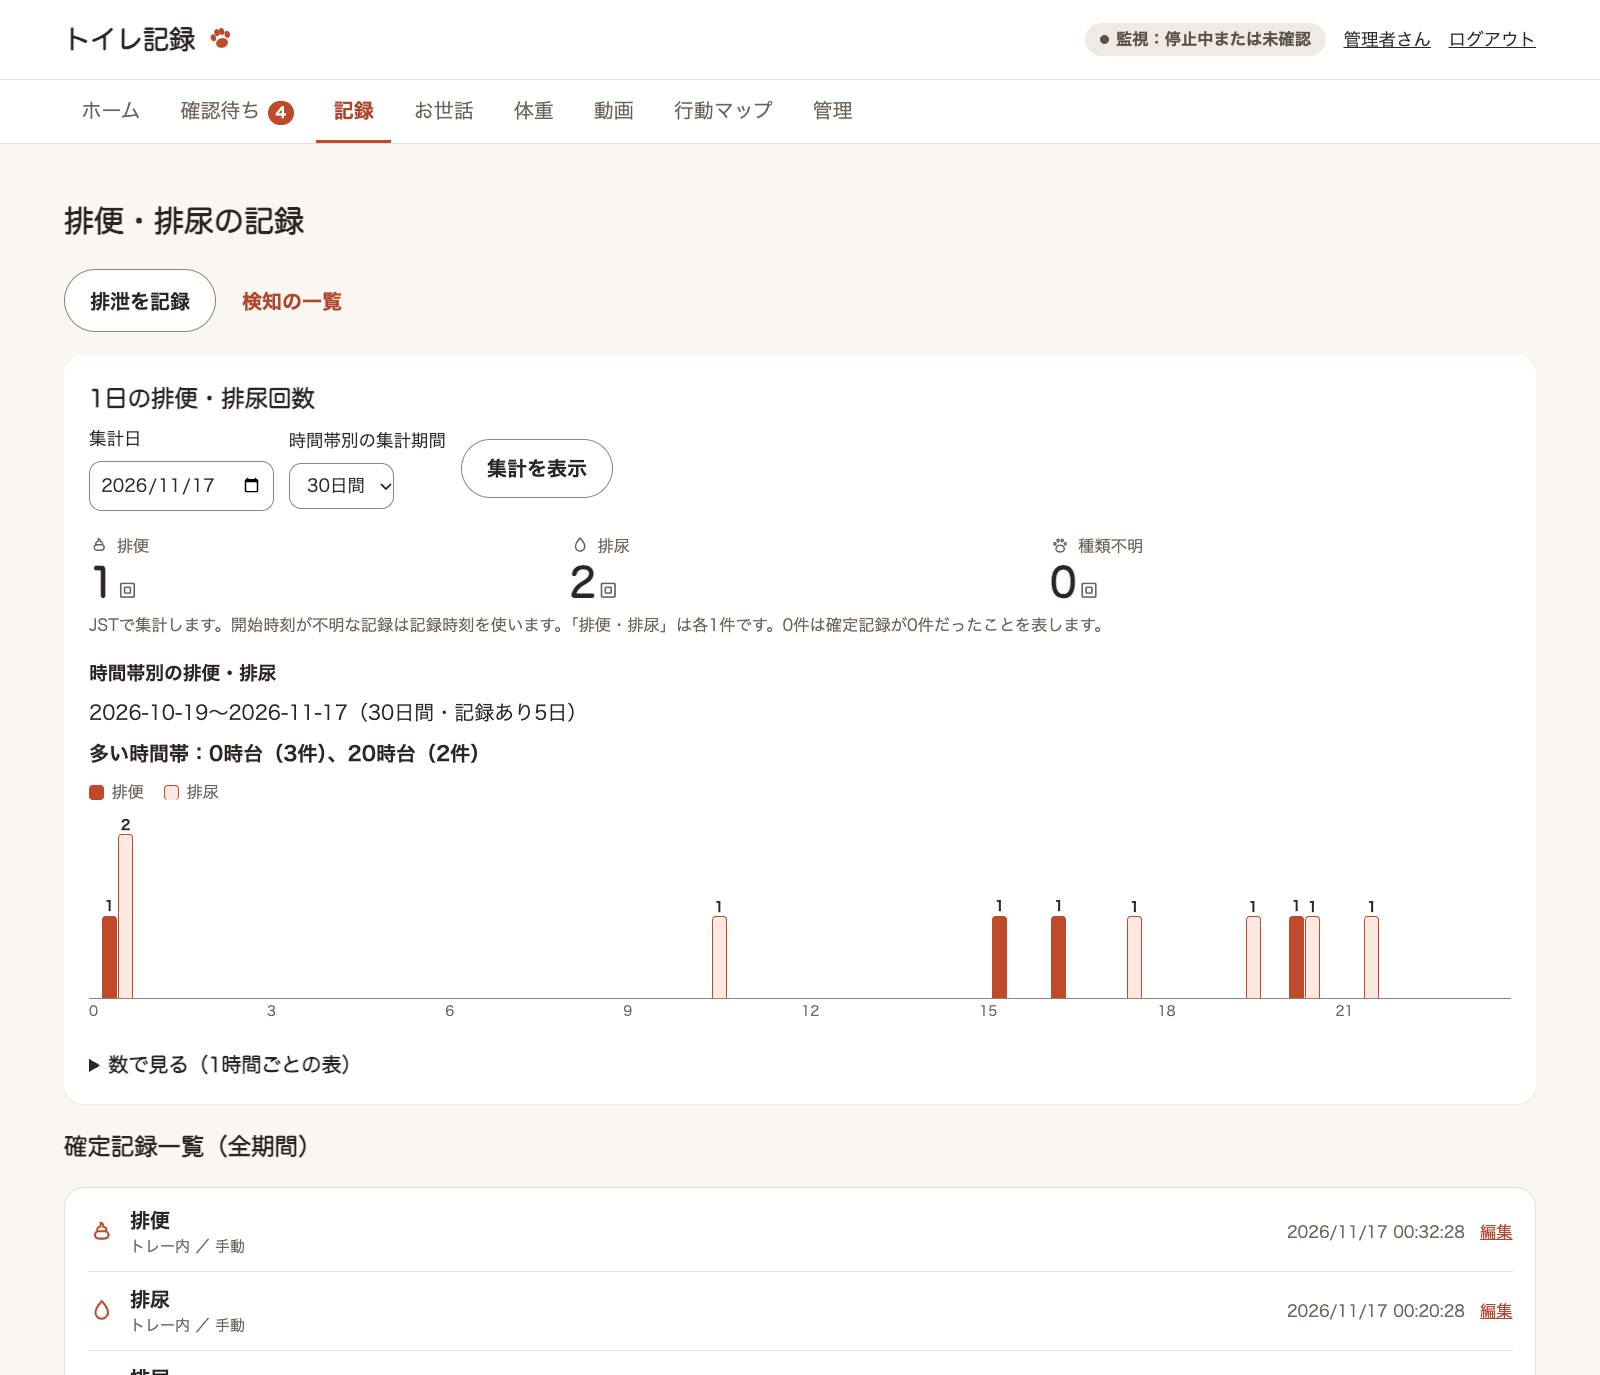 トイレ記録
監視：停止中または未確認
管理者さん
ログアウト
ホーム
確認待ち 4
記録
お世話
体重
動画
行動マップ
管理
排便・排尿の記録
排泄を記録
検知の一覧
1日の排便・排尿回数
集計日
時間帯別の集計期間
2026/11/17
30日間
集計を表示
排便
排尿
種類不明
1回
2回
0回
JSTで集計します。開始時刻が不明な記録は記録時刻を使います。「排便・排尿」は各1件です。0件は確定記録が0件だったことを表します。
時間帯別の排便・排尿
2026-10-19〜2026-11-17（30日間・記録あり5日）
多い時間帯：0時台（3件）、20時台（2件）
排便 排尿
1 2 1 1 1 1 1 1 1 1
0 3 6 9 12 15 18 21
▶ 数で見る（1時間ごとの表）
確定記録一覧（全期間）
排便
トレー内 ／ 手動
2026/11/17 00:32:28 編集
排尿
トレー内 ／ 手動
2026/11/17 00:20:28 編集